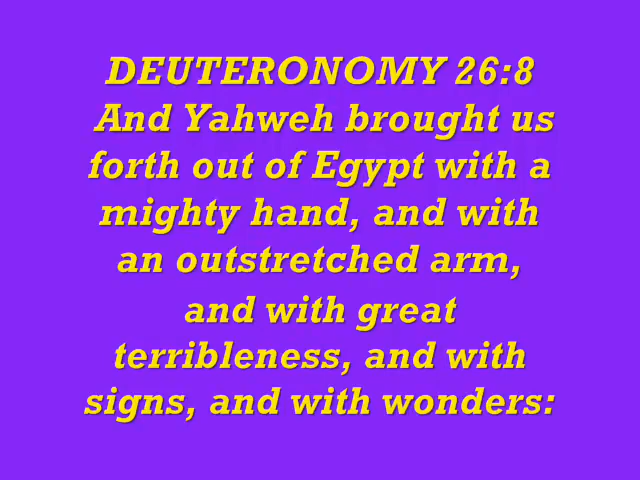 DEUTERONOMY 26:8
And Yahweh brought us
forth out of Egypt with a
mighty hand, and with
an outstretched arm,
and with great
terribleness, and with
signs, and with wonders: